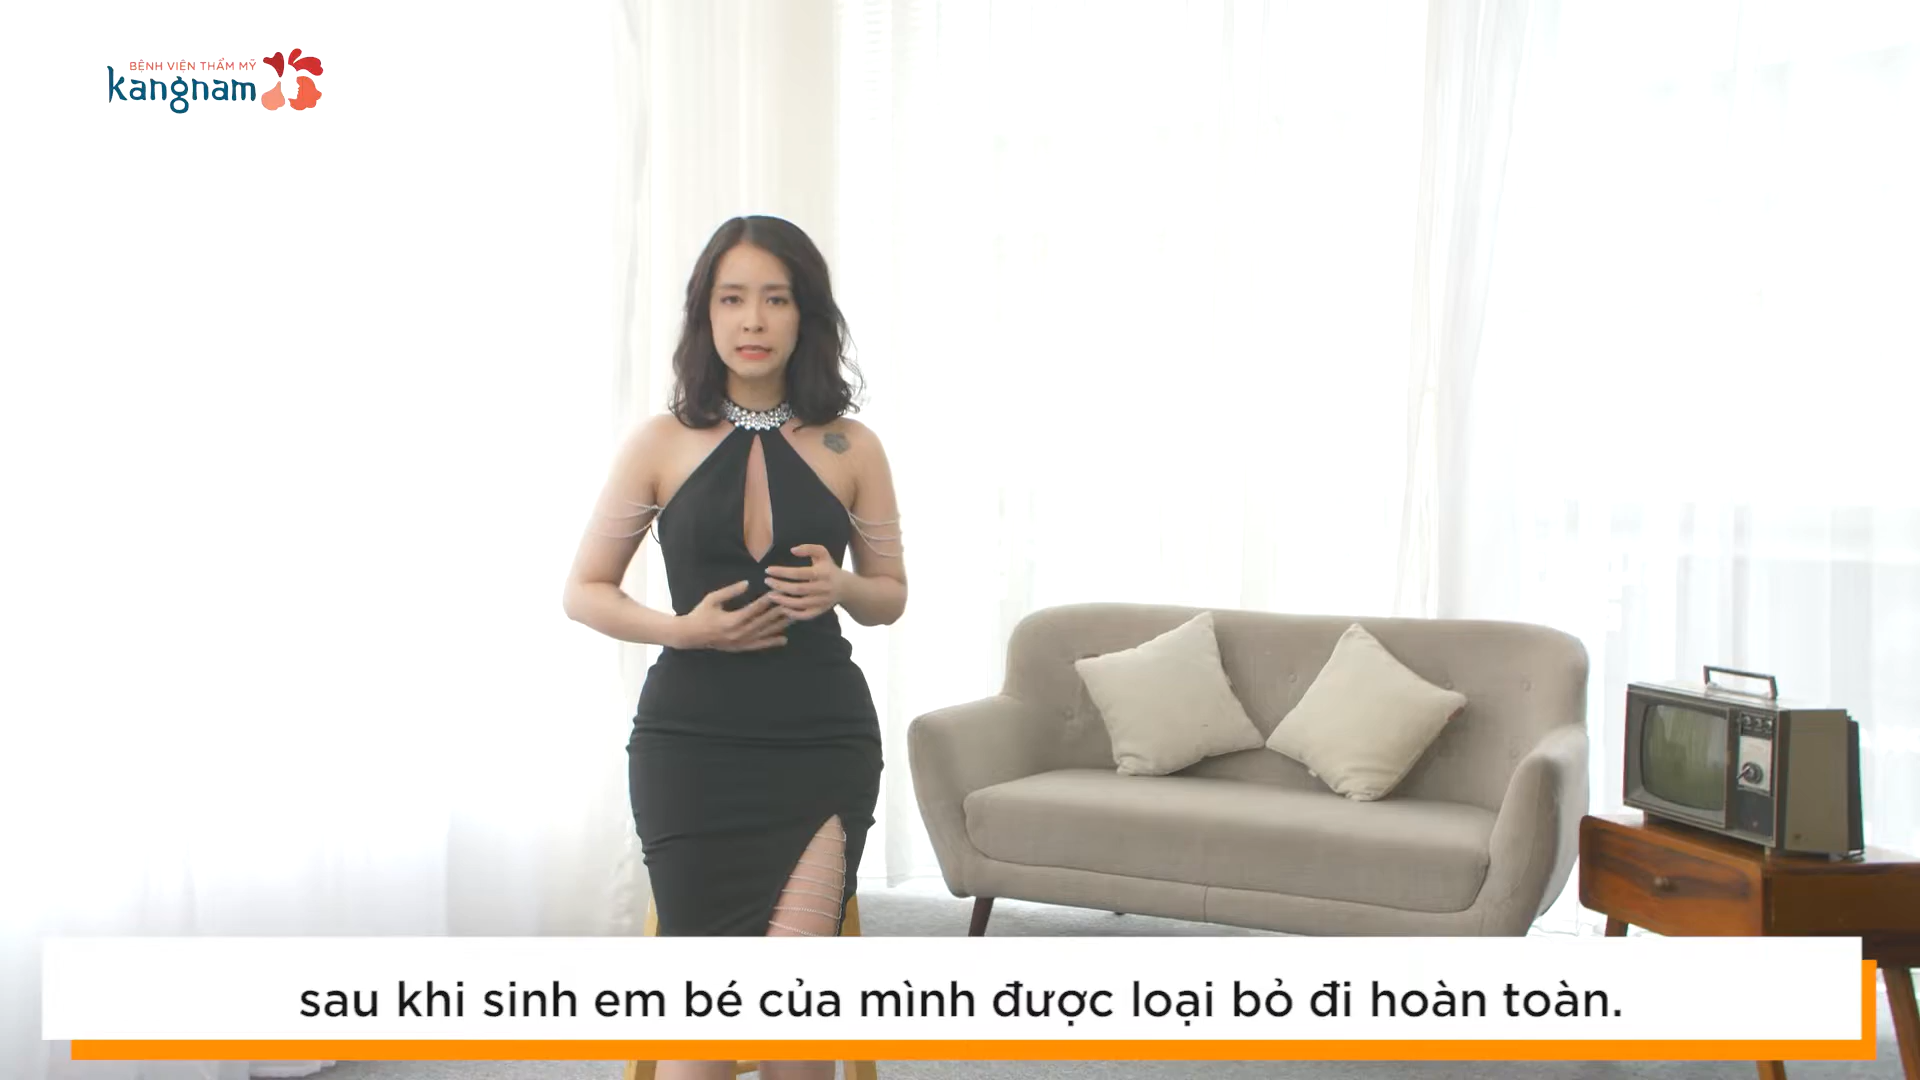 BỆNH VIỆN THẨM MỸ
kangnam
sau khi sinh em bé của mình được loại bỏ đi hoàn toàn.